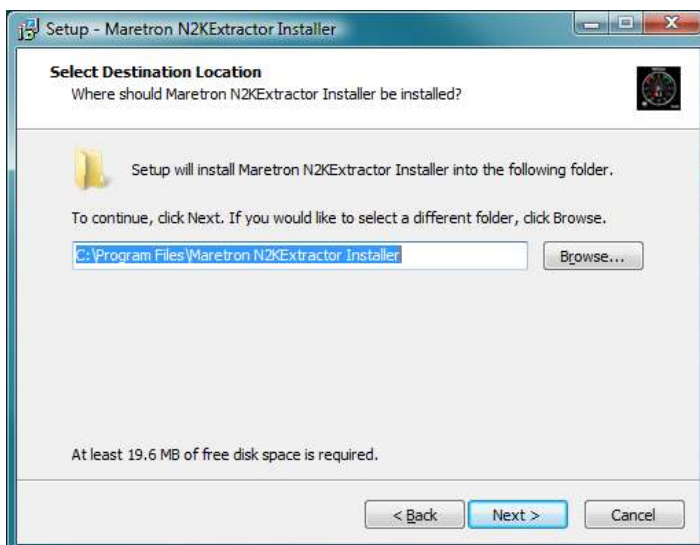 Setup - Maretron N2KExtractor Installer
Select Destination Location
Where should Maretron N2KExtractor Installer be installed?
Setup will install Maretron N2KExtractor Installer into the following folder.
To continue, click Next. If you would like to select a different folder, click Browse.
C:\Program Files\Maretron N2KExtractor Installer
Browse...
At least 19.6 MB of free disk space is required.
< Back Next > Cancel